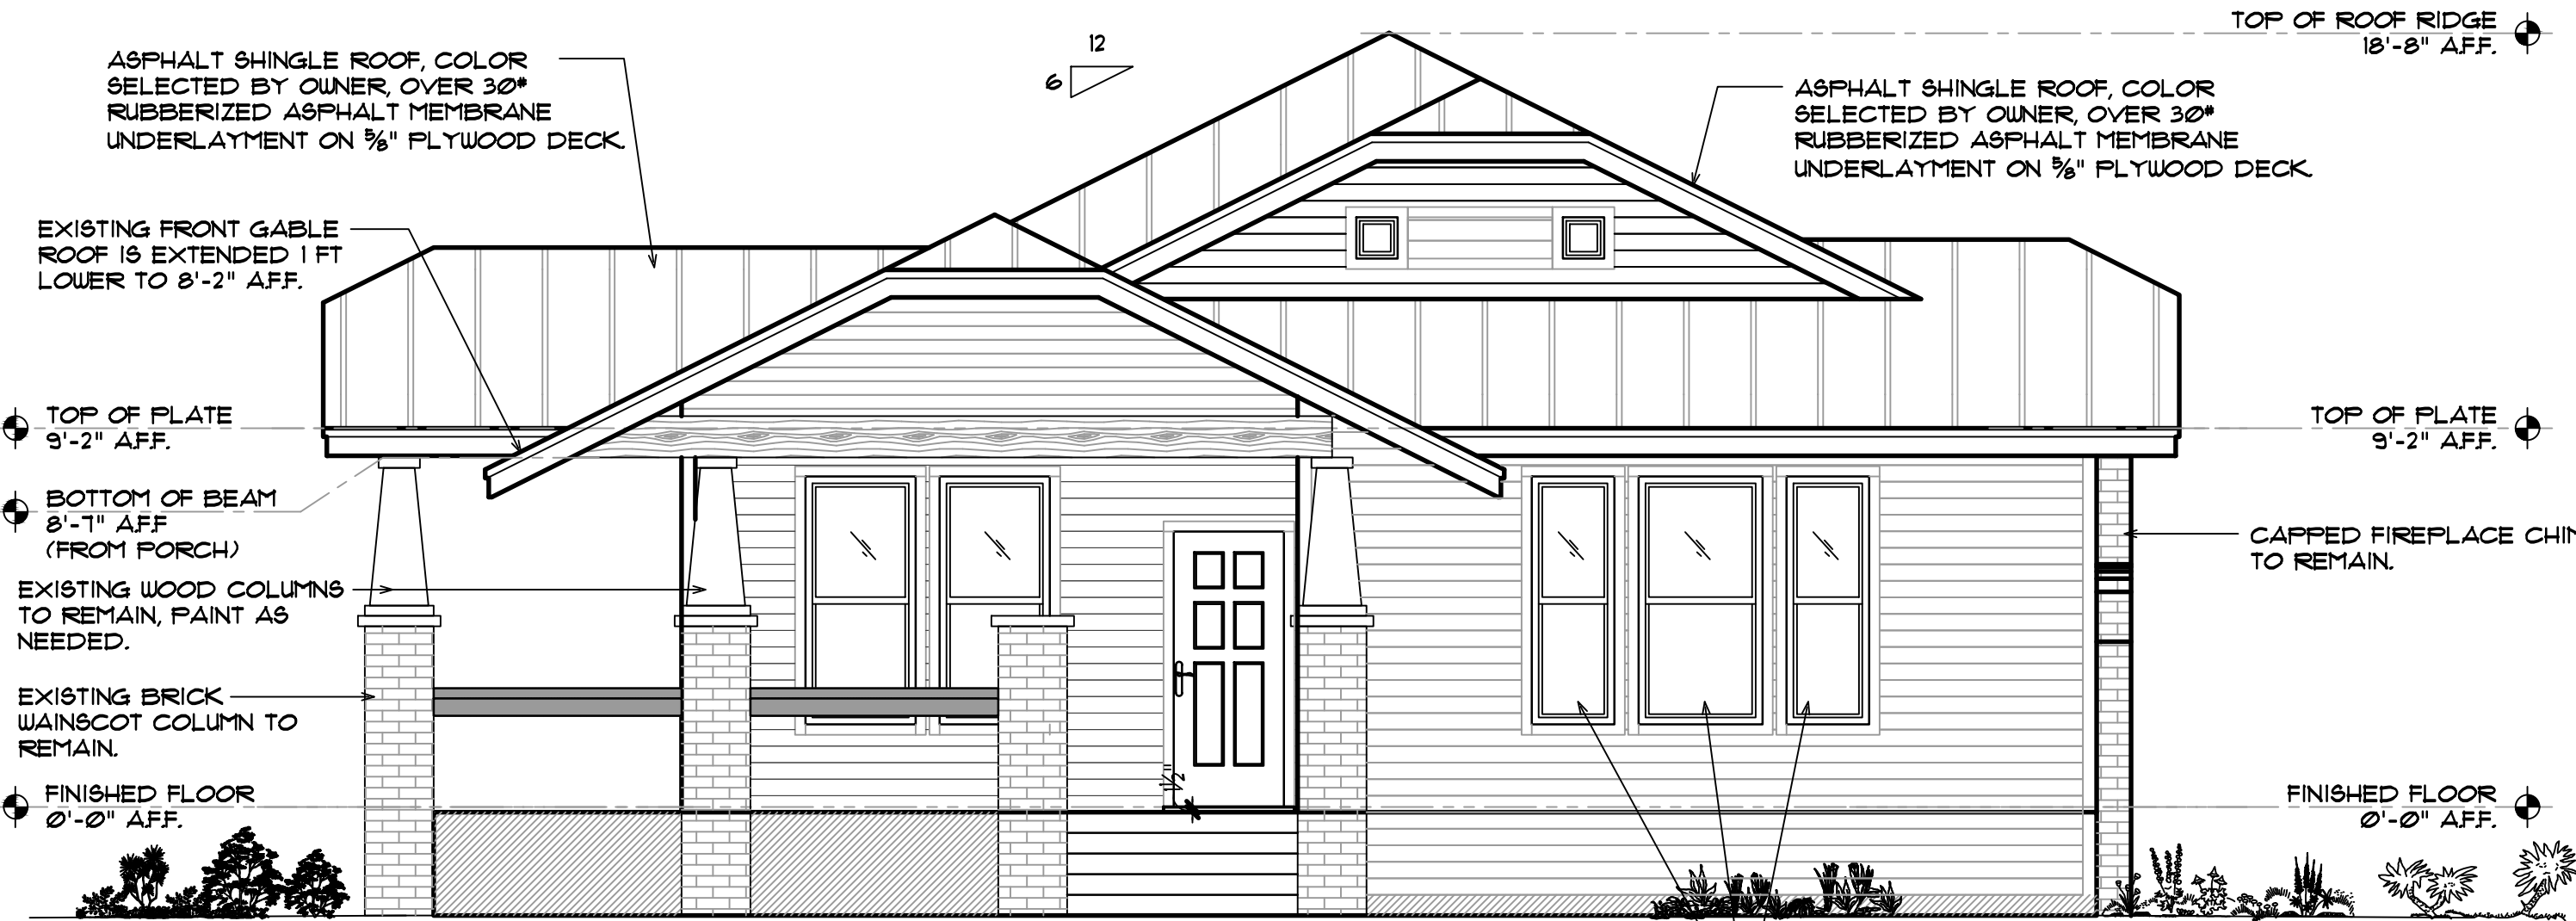 TOP OF ROOF RIDGE
18'-8" A.F.F.
12
6
ASPHALT SHINGLE ROOF, COLOR
SELECTED BY OWNER, OVER 30#
RUBBERIZED ASPHALT MEMBRANE
UNDERLAYMENT ON 5/8" PLYWOOD DECK.
ASPHALT SHINGLE ROOF, COLOR
SELECTED BY OWNER, OVER 30#
RUBBERIZED ASPHALT MEMBRANE
UNDERLAYMENT ON 5/8" PLYWOOD DECK.
EXISTING FRONT GABLE
ROOF IS EXTENDED 1 FT
LOWER TO 8'-2" A.F.F.
TOP OF PLATE
9'-2" A.F.F.
TOP OF PLATE
9'-2" A.F.F.
BOTTOM OF BEAM
8'-7" A.F.F
(FROM PORCH)
CAPPED FIREPLACE CHIM
TO REMAIN.
EXISTING WOOD COLUMNS
TO REMAIN, PAINT AS
NEEDED.
EXISTING BRICK
WAINSCOT COLUMN TO
REMAIN.
1 1/2"
FINISHED FLOOR
0'-0" A.F.F.
FINISHED FLOOR
0'-0" A.F.F.